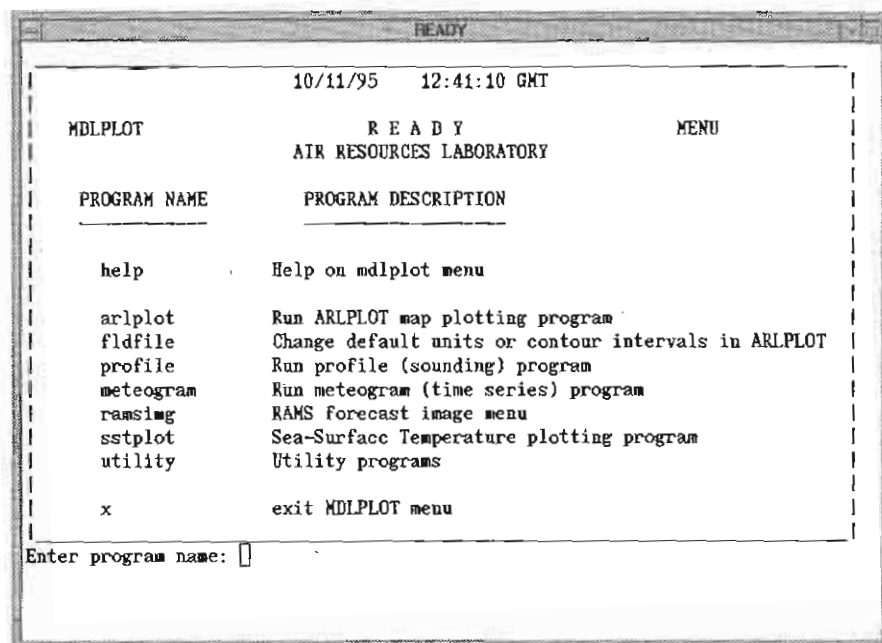 READY
10/11/95 12:41:10 GMT
MDLPLOT R E A D Y MENU
AIR RESOURCES LABORATORY
PROGRAM NAME PROGRAM DESCRIPTION
help Help on mdlplot menu
arlplot Run ARLPLOT map plotting program
fldfile Change default units or contour intervals in ARLPLOT
profile Run profile (sounding) program
meteogram Run meteogram (time series) program
ramsimg RAMS forecast image menu
sstplot Sea-Surface Temperature plotting program
utility Utility programs
x exit MDLPLOT menu
Enter program name: